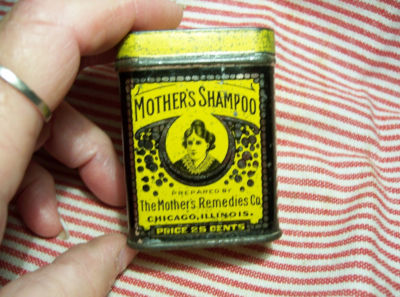 MOTHER'S SHAMPOO
PREPARED BY
The Mother's Remedies Co.
CHICAGO, ILLINOIS.
PRICE 25 CENTS